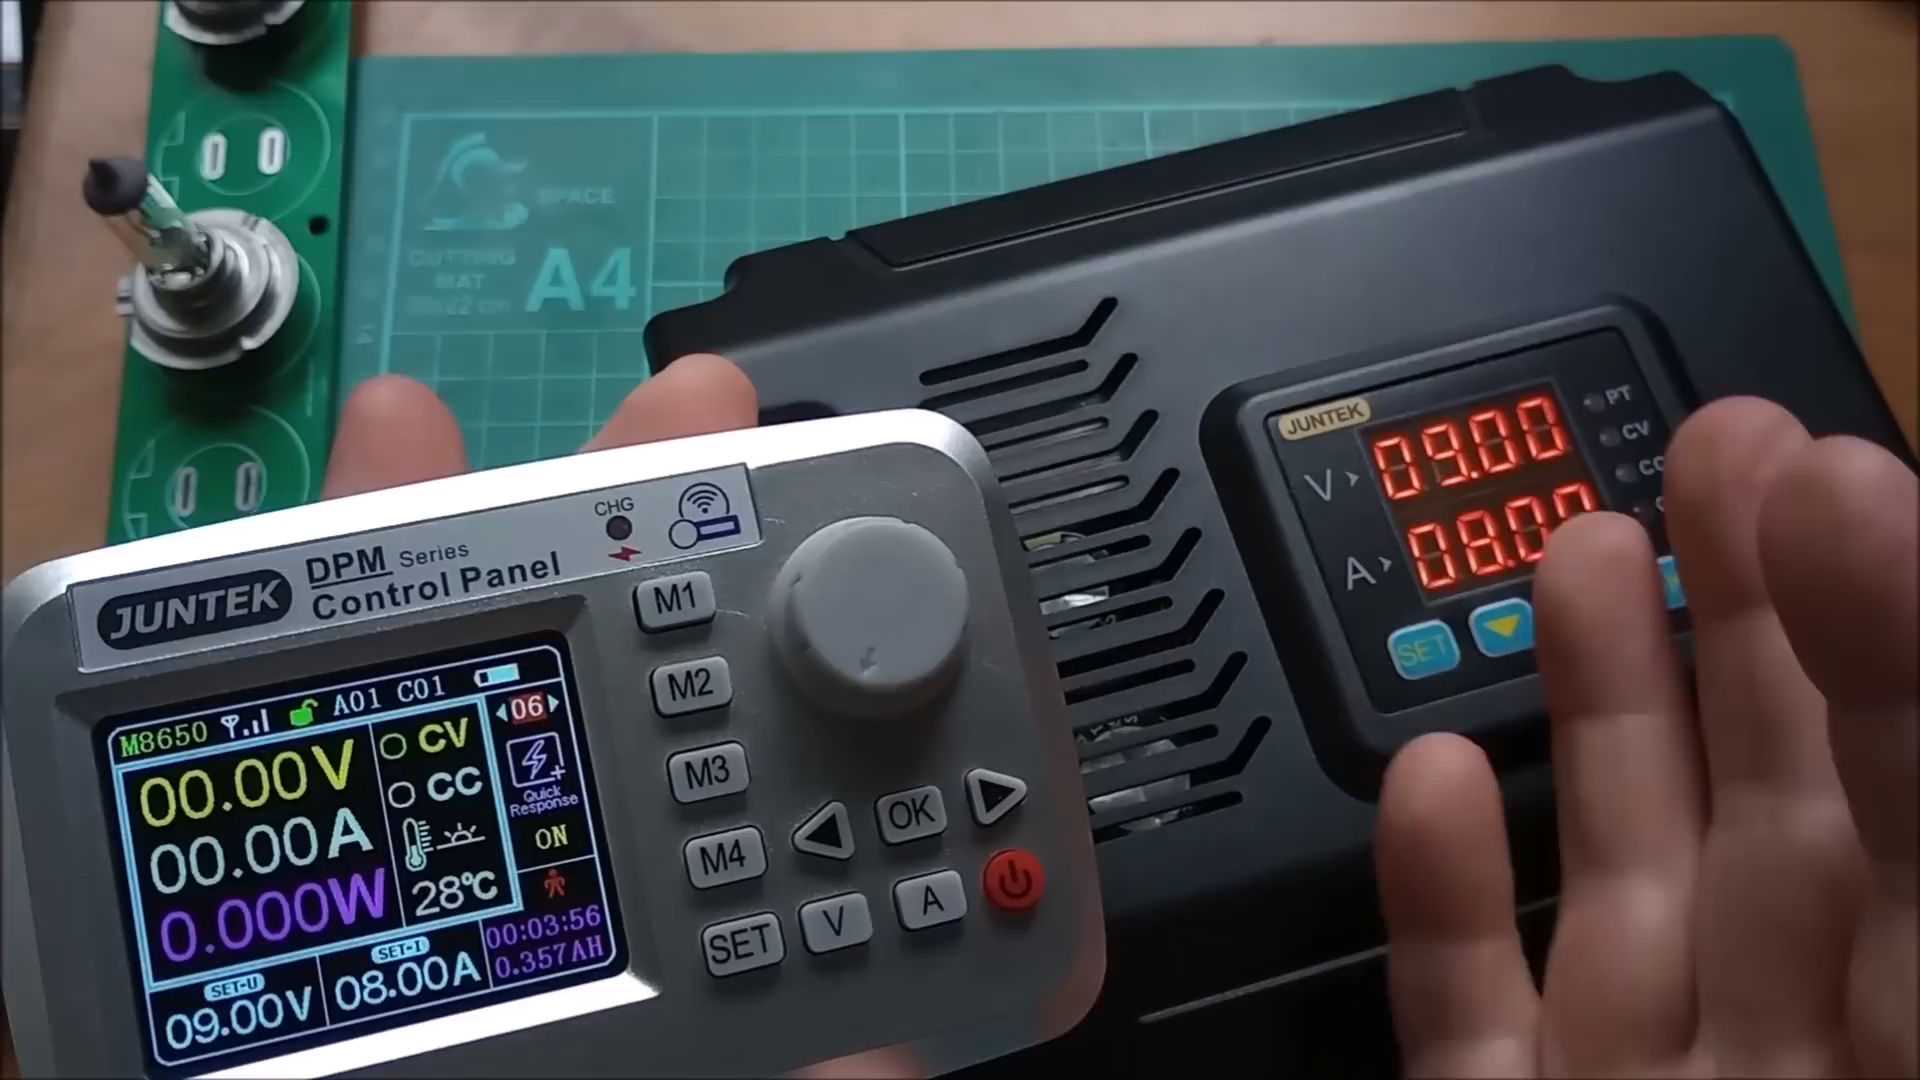 SPACE
CUTTING
MAT
A4
JUNTEK
V
09.00
A
PT
CV
SET
JUNTEK
DPM Series
Control Panel
CHG
M1
M2
M3
M4
OK
SET
V
A
M8650 A01 C01
00.00V
00.00A
0.000W
CV
CC
28℃
06
Quick
Response
ON
00:03:56
0.357AH
SET-U
09.00V
SET-I
08.00A